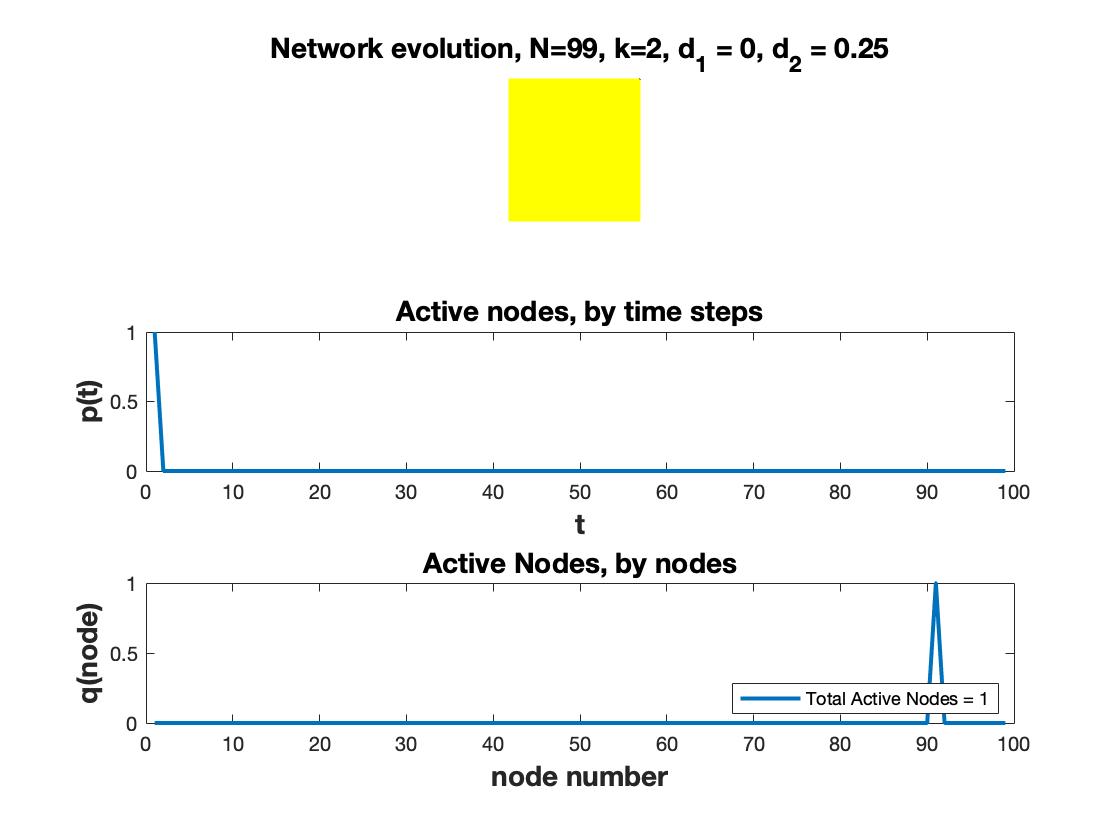 Network evolution, N=99, k=2, d1 = 0, d2 = 0.25
Active nodes, by time steps
1
0.5
0
p(t)
0 10 20 30 40 50 60 70 80 90 100
t
Active Nodes, by nodes
1
0.5
0
q(node)
Total Active Nodes = 1
0 10 20 30 40 50 60 70 80 90 100
node number